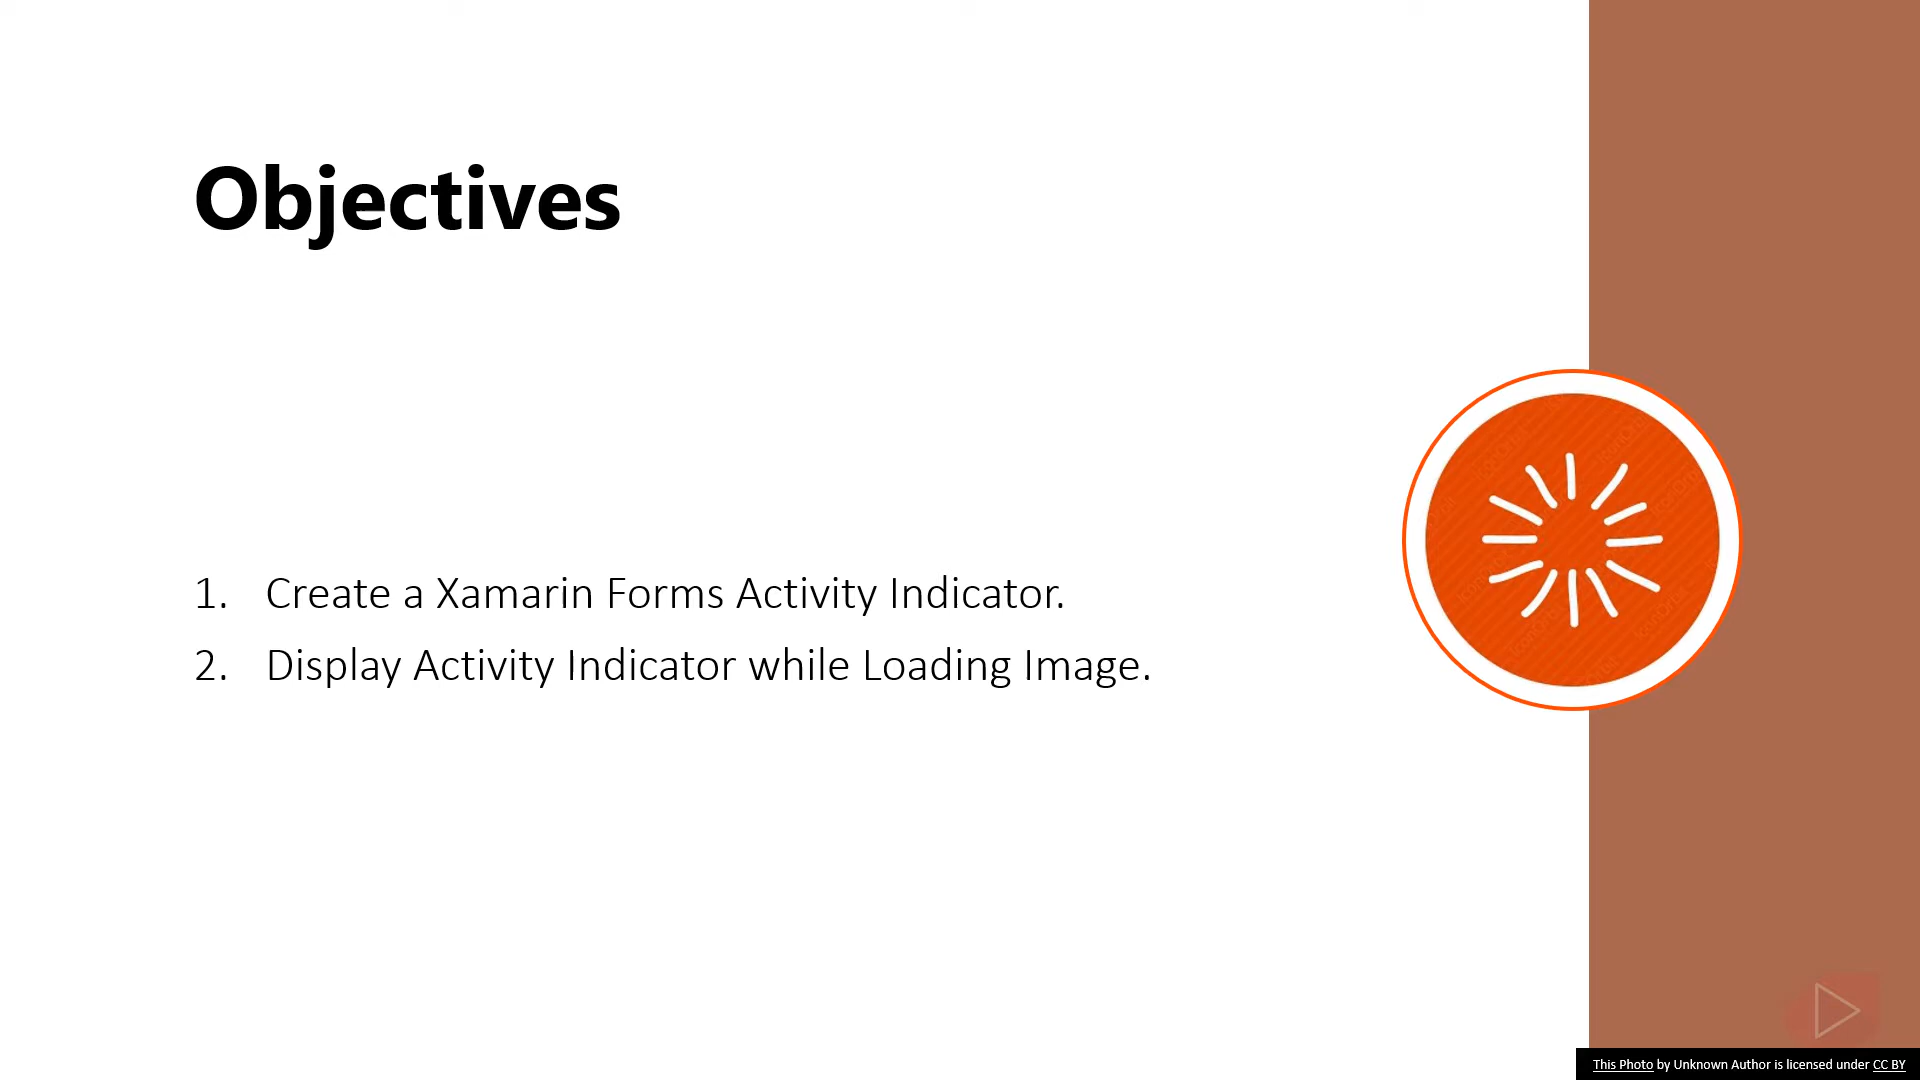 Objectives
1. Create a Xamarin Forms Activity Indicator.
2. Display Activity Indicator while Loading Image.
This Photo by Unknown Author is licensed under CC BY